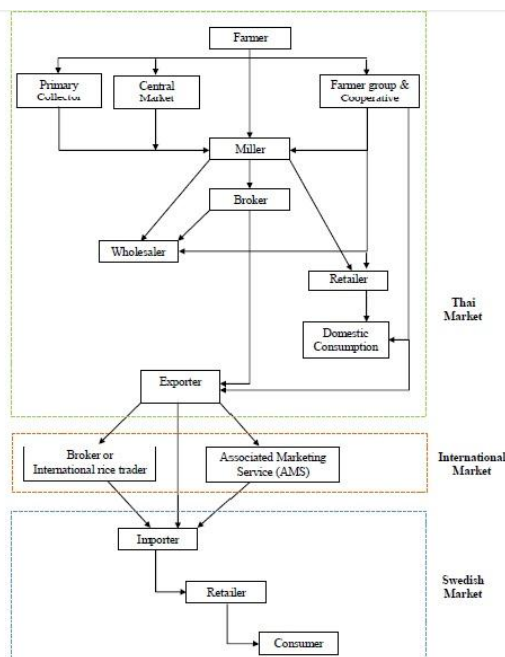 Farmer
Primary
Collector
Central
Market
Farmer group &
Cooperative
Miller
Broker
Wholesaler
Retailer
Domestic
Consumption
Thai
Market
Exporter
Broker or
International rice trader
Associated Marketing
Service (AMS)
International
Market
Importer
Retailer
Swedish
Market
Consumer